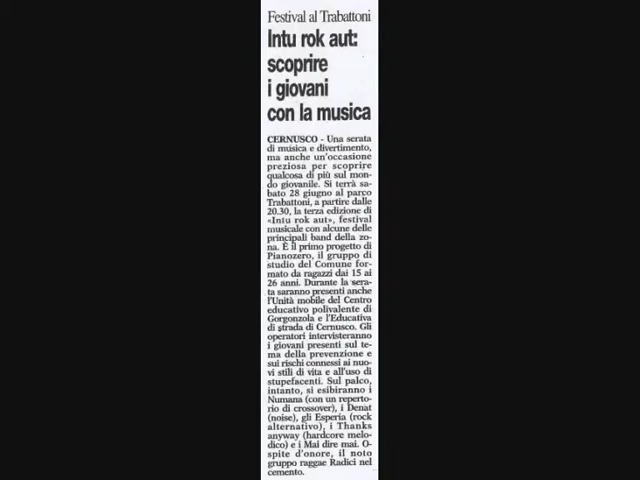 Festival al Trabattoni
Intu rok aut:
scoprire
i giovani
con la musica
CERNUSCO - Una serata
di musica e divertimento,
ma anche un'occasione
preziosa per scoprire
qualcosa di più sul mon-
do giovanile. Si terrà sa-
bato 28 giugno al parco
Trabattoni, a partire dalle
20.30, la terza edizione di
«Intu rok aut», festival
musicale con alcune delle
principali band della zo-
na. È il primo progetto di
Pianozero, il gruppo di
studio del Comune for-
mato da ragazzi dai 15 ai
26 anni. Durante la sera-
ta saranno presenti anche
l'Unità mobile del Centro
educativo polivalente di
Gorgonzola e l'Educativa
di strada di Cernusco. Gli
operatori intervisteranno
i giovani presenti sul te-
ma della prevenzione e
sui rischi connessi ai nuo-
vi stili di vita e all'uso di
stupefacenti. Sul palco,
intanto, si esibiranno i
Numana (con un reperto-
rio di crossover), i Denat
(noise), gli Esperia (rock
alternativo), i Thanks
anyway (hardcore melo-
dico) e i Mai dire mai. O-
spite d'onore, il noto
gruppo raggae Radici nel
cemento.